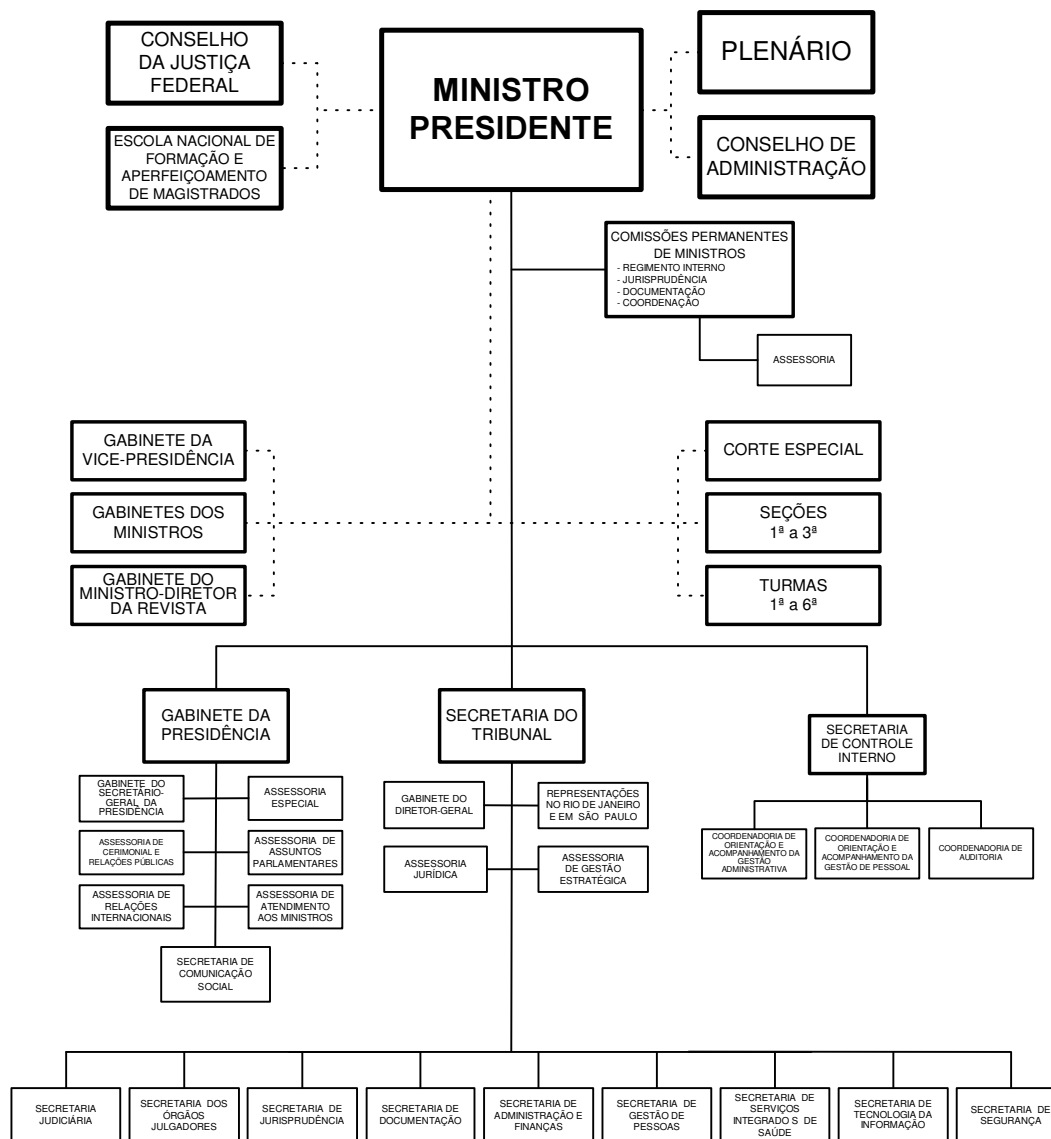 CONSELHO
DA JUSTIÇA
FEDERAL
MINISTRO
PRESIDENTE
PLENÁRIO
ESCOLA NACIONAL DE
FORMAÇÃO E
APERFEIÇOAMENTO
DE MAGISTRADOS
CONSELHO DE
ADMINISTRAÇÃO
COMISSÕES PERMANENTES
DE MINISTROS
- REGIMENTO INTERNO
- JURISPRUDÊNCIA
- DOCUMENTAÇÃO
- COORDENAÇÃO
ASSESSORIA
GABINETE DA
VICE-PRESIDÊNCIA
CORTE ESPECIAL
GABINETES DOS
MINISTROS
SEÇÕES
1ª a 3ª
GABINETE DO
MINISTRO-DIRETOR
DA REVISTA
TURMAS
1ª a 6ª
GABINETE DA
PRESIDÊNCIA
SECRETARIA DO
TRIBUNAL
SECRETARIA
DE CONTROLE
INTERNO
GABINETE DO
SECRETÁRIO-
GERAL DA
PRESIDÊNCIA
ASSESSORIA
ESPECIAL
GABINETE DO
DIRETOR-GERAL
REPRESENTAÇÕES
NO RIO DE JANEIRO
E EM SÃO PAULO
ASSESSORIA DE
CERIMONIAL E
RELAÇÕES PÚBLICAS
ASSESSORIA DE
ASSUNTOS
PARLAMENTARES
ASSESSORIA
JURÍDICA
ASSESSORIA
DE GESTÃO
ESTRATÉGICA
COORDENADORIA DE
ORIENTAÇÃO E
ACOMPANHAMENTO DA
GESTÃO
ADMINISTRATIVA
COORDENADORIA DE
ORIENTAÇÃO E
ACOMPANHAMENTO DA
GESTÃO DE PESSOAL
COORDENADORIA DE
AUDITORIA
ASSESSORIA DE
RELAÇÕES
INTERNACIONAIS
ASSESSORIA DE
ATENDIMENTO
AOS MINISTROS
SECRETARIA DE
COMUNICAÇÃO
SOCIAL
SECRETARIA
JUDICIÁRIA
SECRETARIA DOS
ÓRGÃOS
JULGADORES
SECRETARIA DE
JURISPRUDÊNCIA
SECRETARIA DE
DOCUMENTAÇÃO
SECRETARIA DE
ADMINISTRAÇÃO E
FINANÇAS
SECRETARIA DE
GESTÃO DE
PESSOAS
SECRETARIA DE
SERVIÇOS
INTEGRADO S DE
SAÚDE
SECRETARIA DE
TECNOLOGIA DA
INFORMAÇÃO
SECRETARIA DE
SEGURANÇA